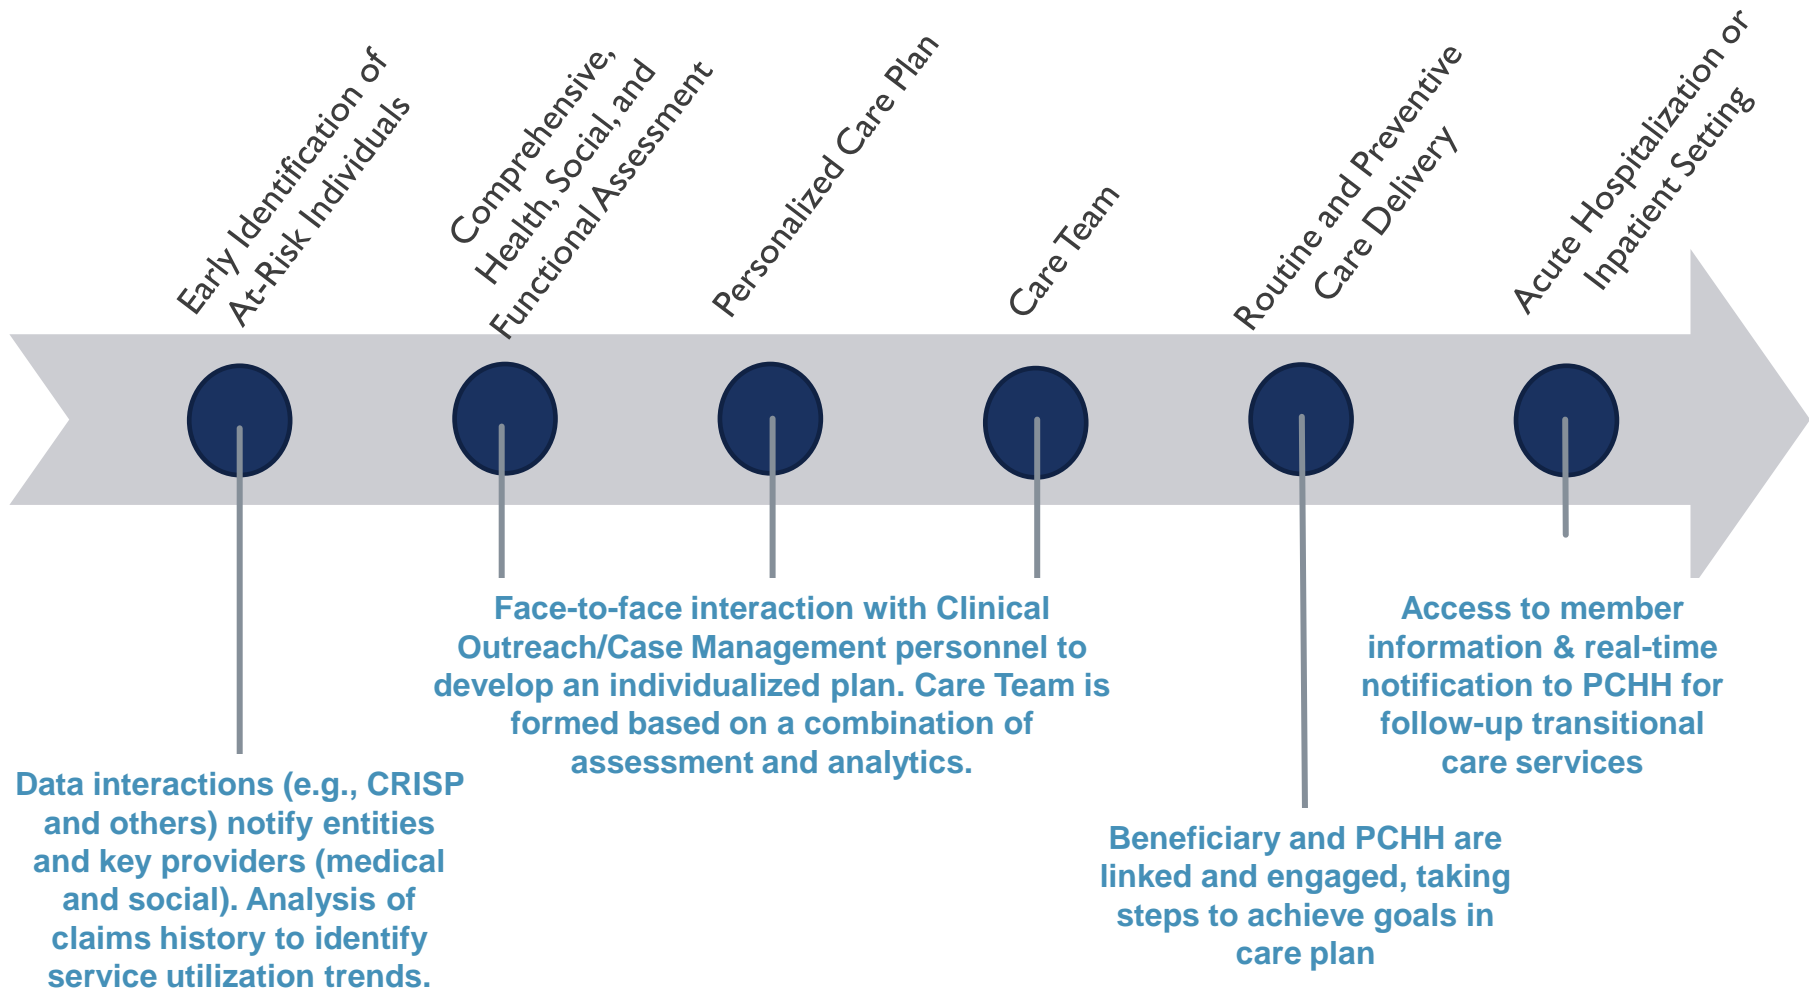 Early Identification of
At-Risk Individuals
Comprehensive,
Health, Social, and
Functional Assessment
Personalized Care Plan
Care Team
Routine and Preventive
Care Delivery
Acute Hospitalization or
Inpatient Setting
Data interactions (e.g., CRISP
and others) notify entities
and key providers (medical
and social). Analysis of
claims history to identify
service utilization trends.
Face-to-face interaction with Clinical
Outreach/Case Management personnel to
develop an individualized plan. Care Team is
formed based on a combination of
assessment and analytics.
Beneficiary and PCHH are
linked and engaged, taking
steps to achieve goals in
care plan
Access to member
information & real-time
notification to PCHH for
follow-up transitional
care services